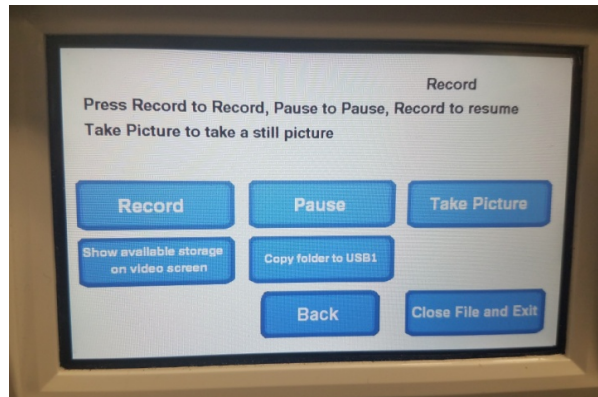 Record
Press Record to Record, Pause to Pause, Record to resume
Take Picture to take a still picture
Record
Pause
Take Picture
Show available storage
on video screen
Copy folder to USB1
Back
Close File and Exit